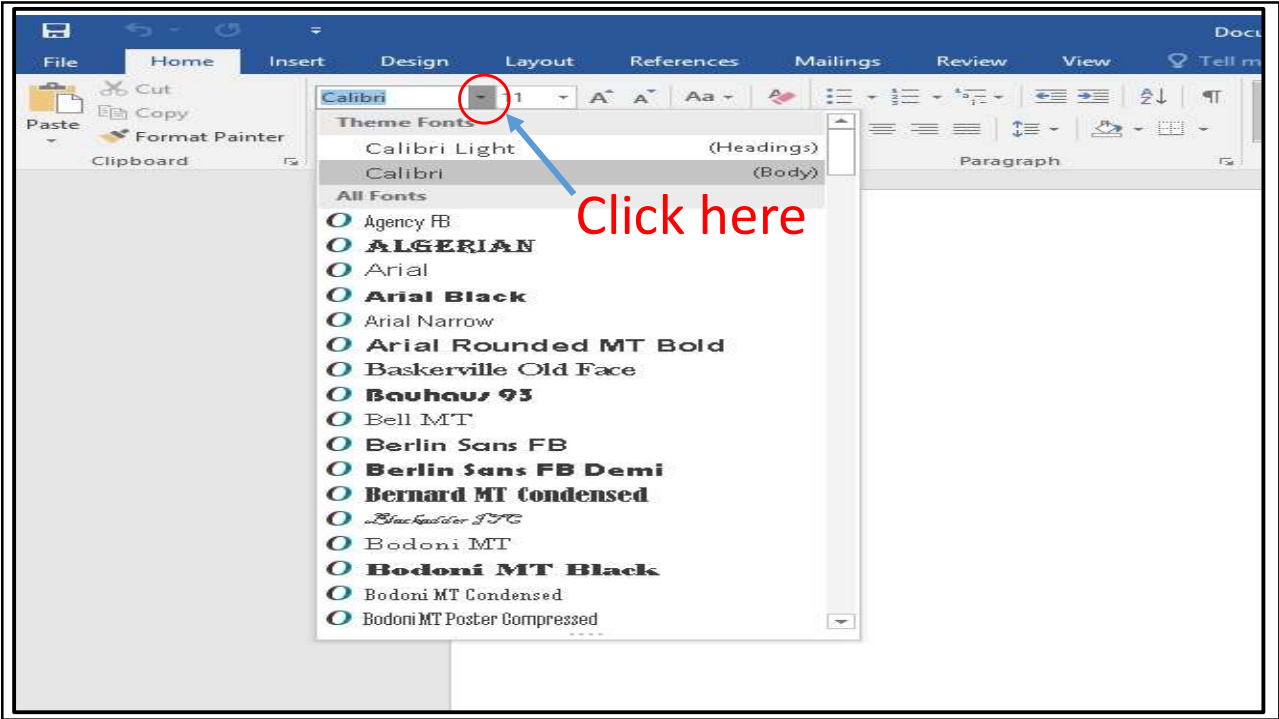 Docu
File Home Insert Design Layout References Mailings Review View Tell m
Cut
Copy
Format Painter
Paste
Clipboard
Calibri 11 A A Aa
Paragraph
Theme Fonts
Calibri Light (Headings)
Calibri (Body)
All Fonts
Click here
Agency FB
ALGERIAN
Arial
Arial Black
Arial Narrow
Arial Rounded MT Bold
Baskerville Old Face
Bauhaus 93
Bell MT
Berlin Sans FB
Berlin Sans FB Demi
Bernard MT Condensed
Blackadder ITC
Bodoni MT
Bodoni MT Black
Bodoni MT Condensed
Bodoni MT Poster Compressed